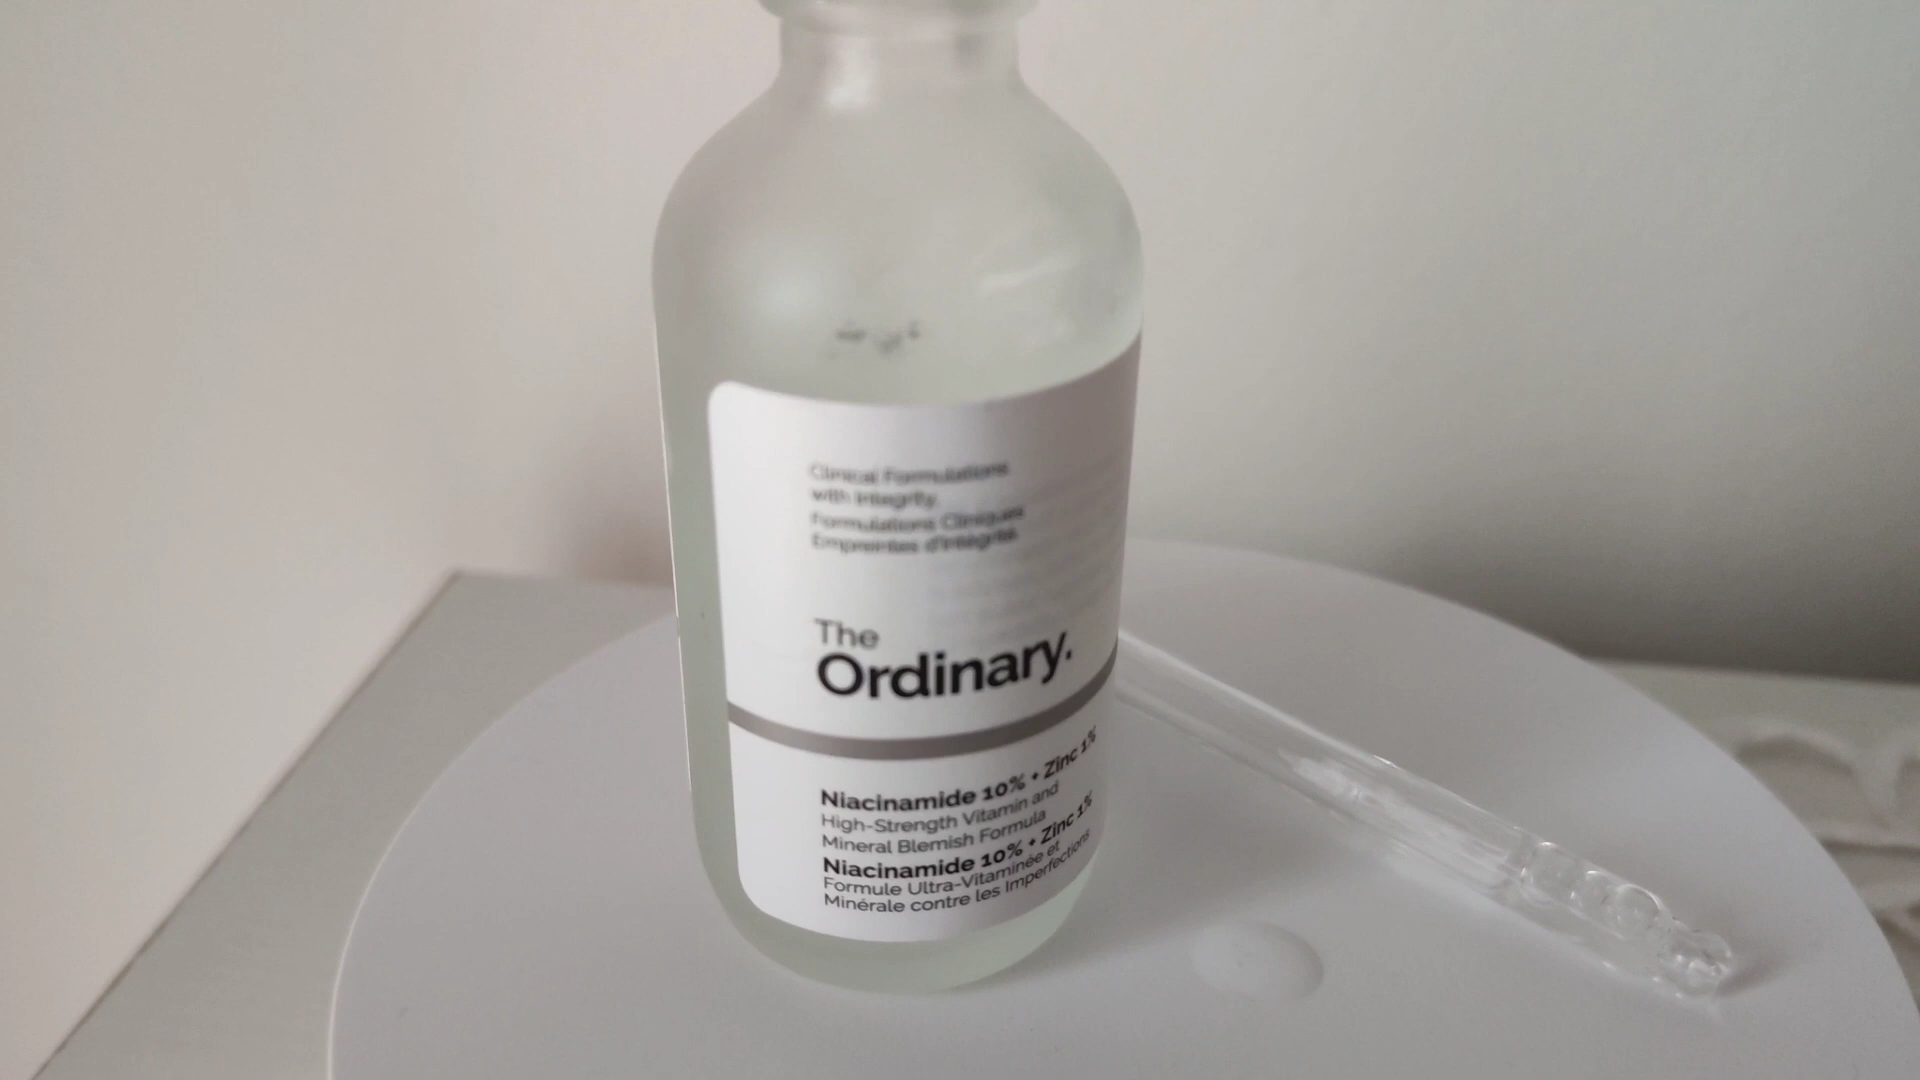 Clinical Formulations
with Integrity.
Formulations Cliniques
Empreintes d'intégrité.
The
Ordinary.
Niacinamide 10% + Zinc 1%
High-Strength Vitamin and
Mineral Blemish Formula
Niacinamide 10% + Zinc 1%
Formule Ultra-Vitaminée et
Minérale contre les Imperfections